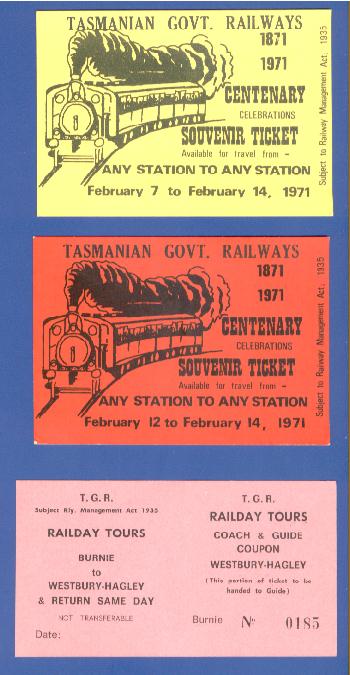 TASMANIAN GOVT. RAILWAYS
1871
1971
CENTENARY
CELEBRATIONS
SOUVENIR TICKET
Available for travel from -
ANY STATION TO ANY STATION
February 7 to February 14, 1971
Subject to Railway Management Act, 1935
TASMANIAN GOVT. RAILWAYS
1871
1971
CENTENARY
CELEBRATIONS
SOUVENIR TICKET
Available for travel from -
ANY STATION TO ANY STATION
February 12 to February 14, 1971
Subject to Railway Management Act, 1935
T.G.R.
Subject Rly. Management Act 1935
RAILDAY TOURS
BURNIE
to
WESTBURY-HAGLEY
& RETURN SAME DAY
NOT TRANSFERABLE
Date:
T.G.R.
RAILDAY TOURS
COACH & GUIDE
COUPON
WESTBURY-HAGLEY
(This portion of ticket to be
handed to Guide)
Burnie Nº 0185